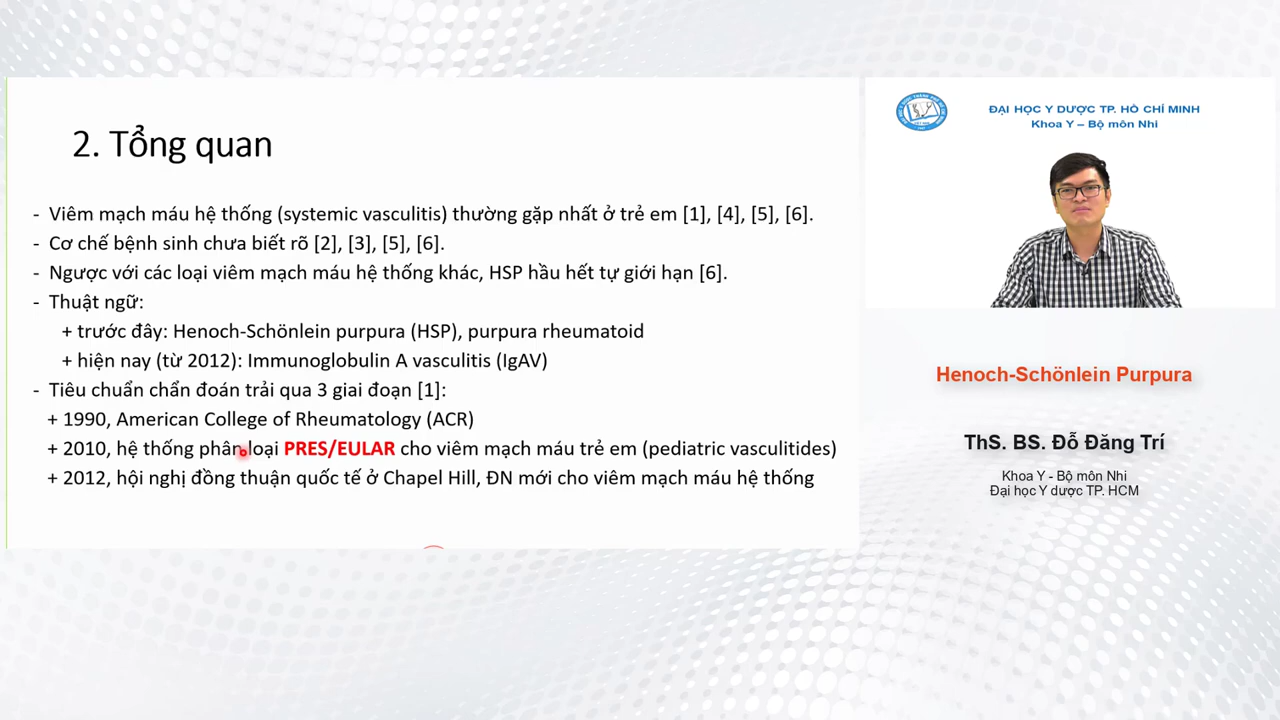 2. Tổng quan
- Viêm mạch máu hệ thống (systemic vasculitis) thường gặp nhất ở trẻ em [1], [4], [5], [6].
- Cơ chế bệnh sinh chưa biết rõ [2], [3], [5], [6].
- Ngược với các loại viêm mạch máu hệ thống khác, HSP hầu hết tự giới hạn [6].
- Thuật ngữ:
+ trước đây: Henoch-Schönlein purpura (HSP), purpura rheumatoid
+ hiện nay (từ 2012): Immunoglobulin A vasculitis (IgAV)
- Tiêu chuẩn chẩn đoán trải qua 3 giai đoạn [1]:
+ 1990, American College of Rheumatology (ACR)
+ 2010, hệ thống phân loại PRES/EULAR cho viêm mạch máu trẻ em (pediatric vasculitides)
+ 2012, hội nghị đồng thuận quốc tế ở Chapel Hill, ĐN mới cho viêm mạch máu hệ thống
ĐẠI HỌC Y DƯỢC TP. HỒ CHÍ MINH
Khoa Y – Bộ môn Nhi
Henoch-Schönlein Purpura
ThS. BS. Đỗ Đăng Trí
Khoa Y - Bộ môn Nhi
Đại học Y dược TP. HCM